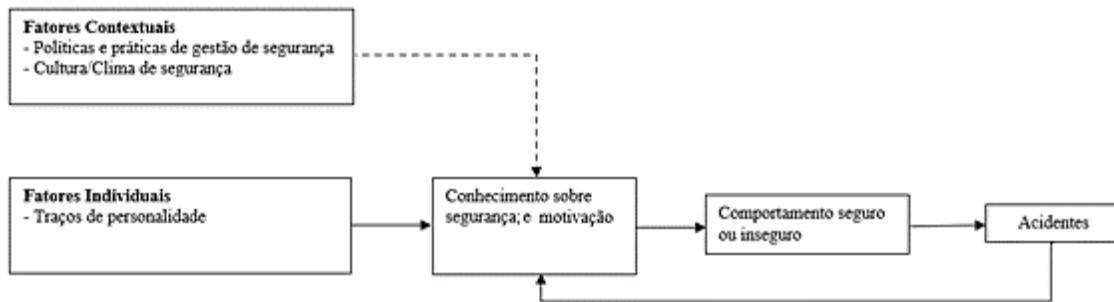 Fatores Contextuais
- Políticas e práticas de gestão de segurança
- Cultura/Clima de segurança
Fatores Individuais
- Traços de personalidade
Conhecimento sobre
segurança; e motivação
Comportamento seguro
ou inseguro
Acidentes